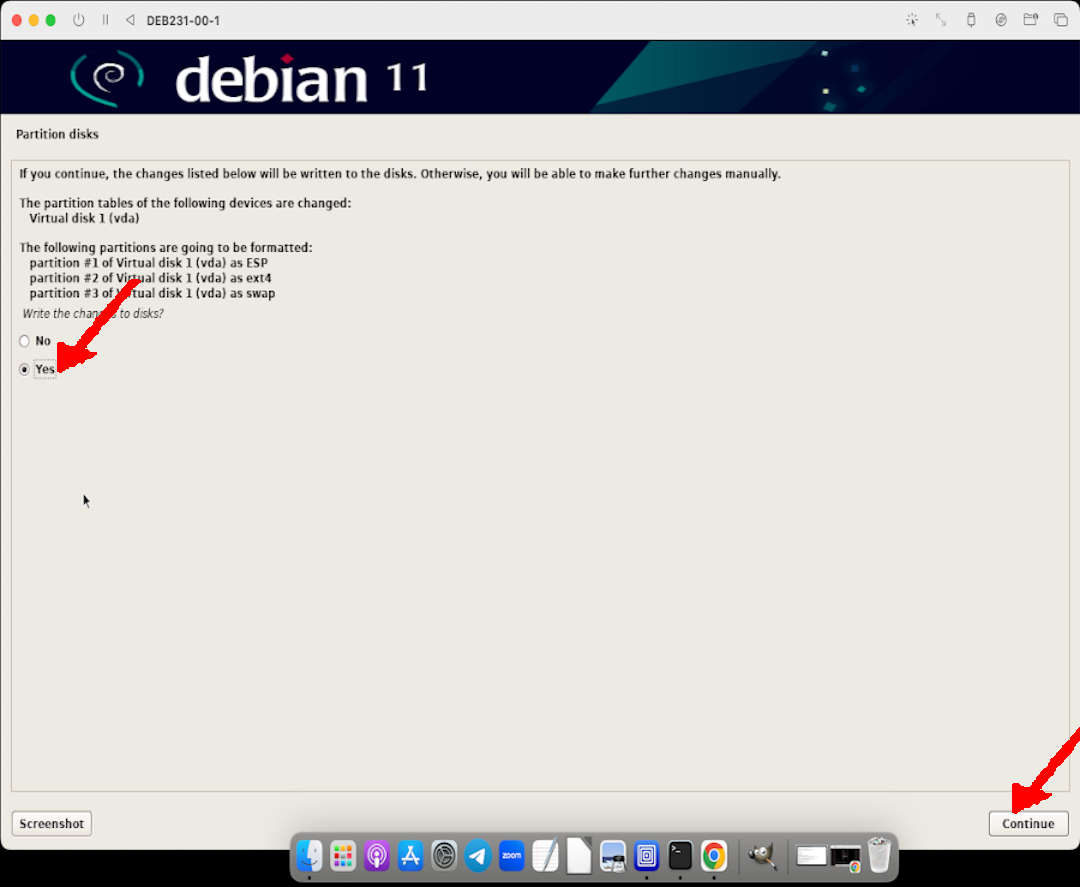 DEB231-00-1
debian 11
Partition disks
If you continue, the changes listed below will be written to the disks. Otherwise, you will be able to make further changes manually.
The partition tables of the following devices are changed:
Virtual disk 1 (vda)
The following partitions are going to be formatted:
partition #1 of Virtual disk 1 (vda) as ESP
partition #2 of Virtual disk 1 (vda) as ext4
partition #3 of Virtual disk 1 (vda) as swap
Write the changes to disks?
No
Yes
Screenshot
Continue
zoom